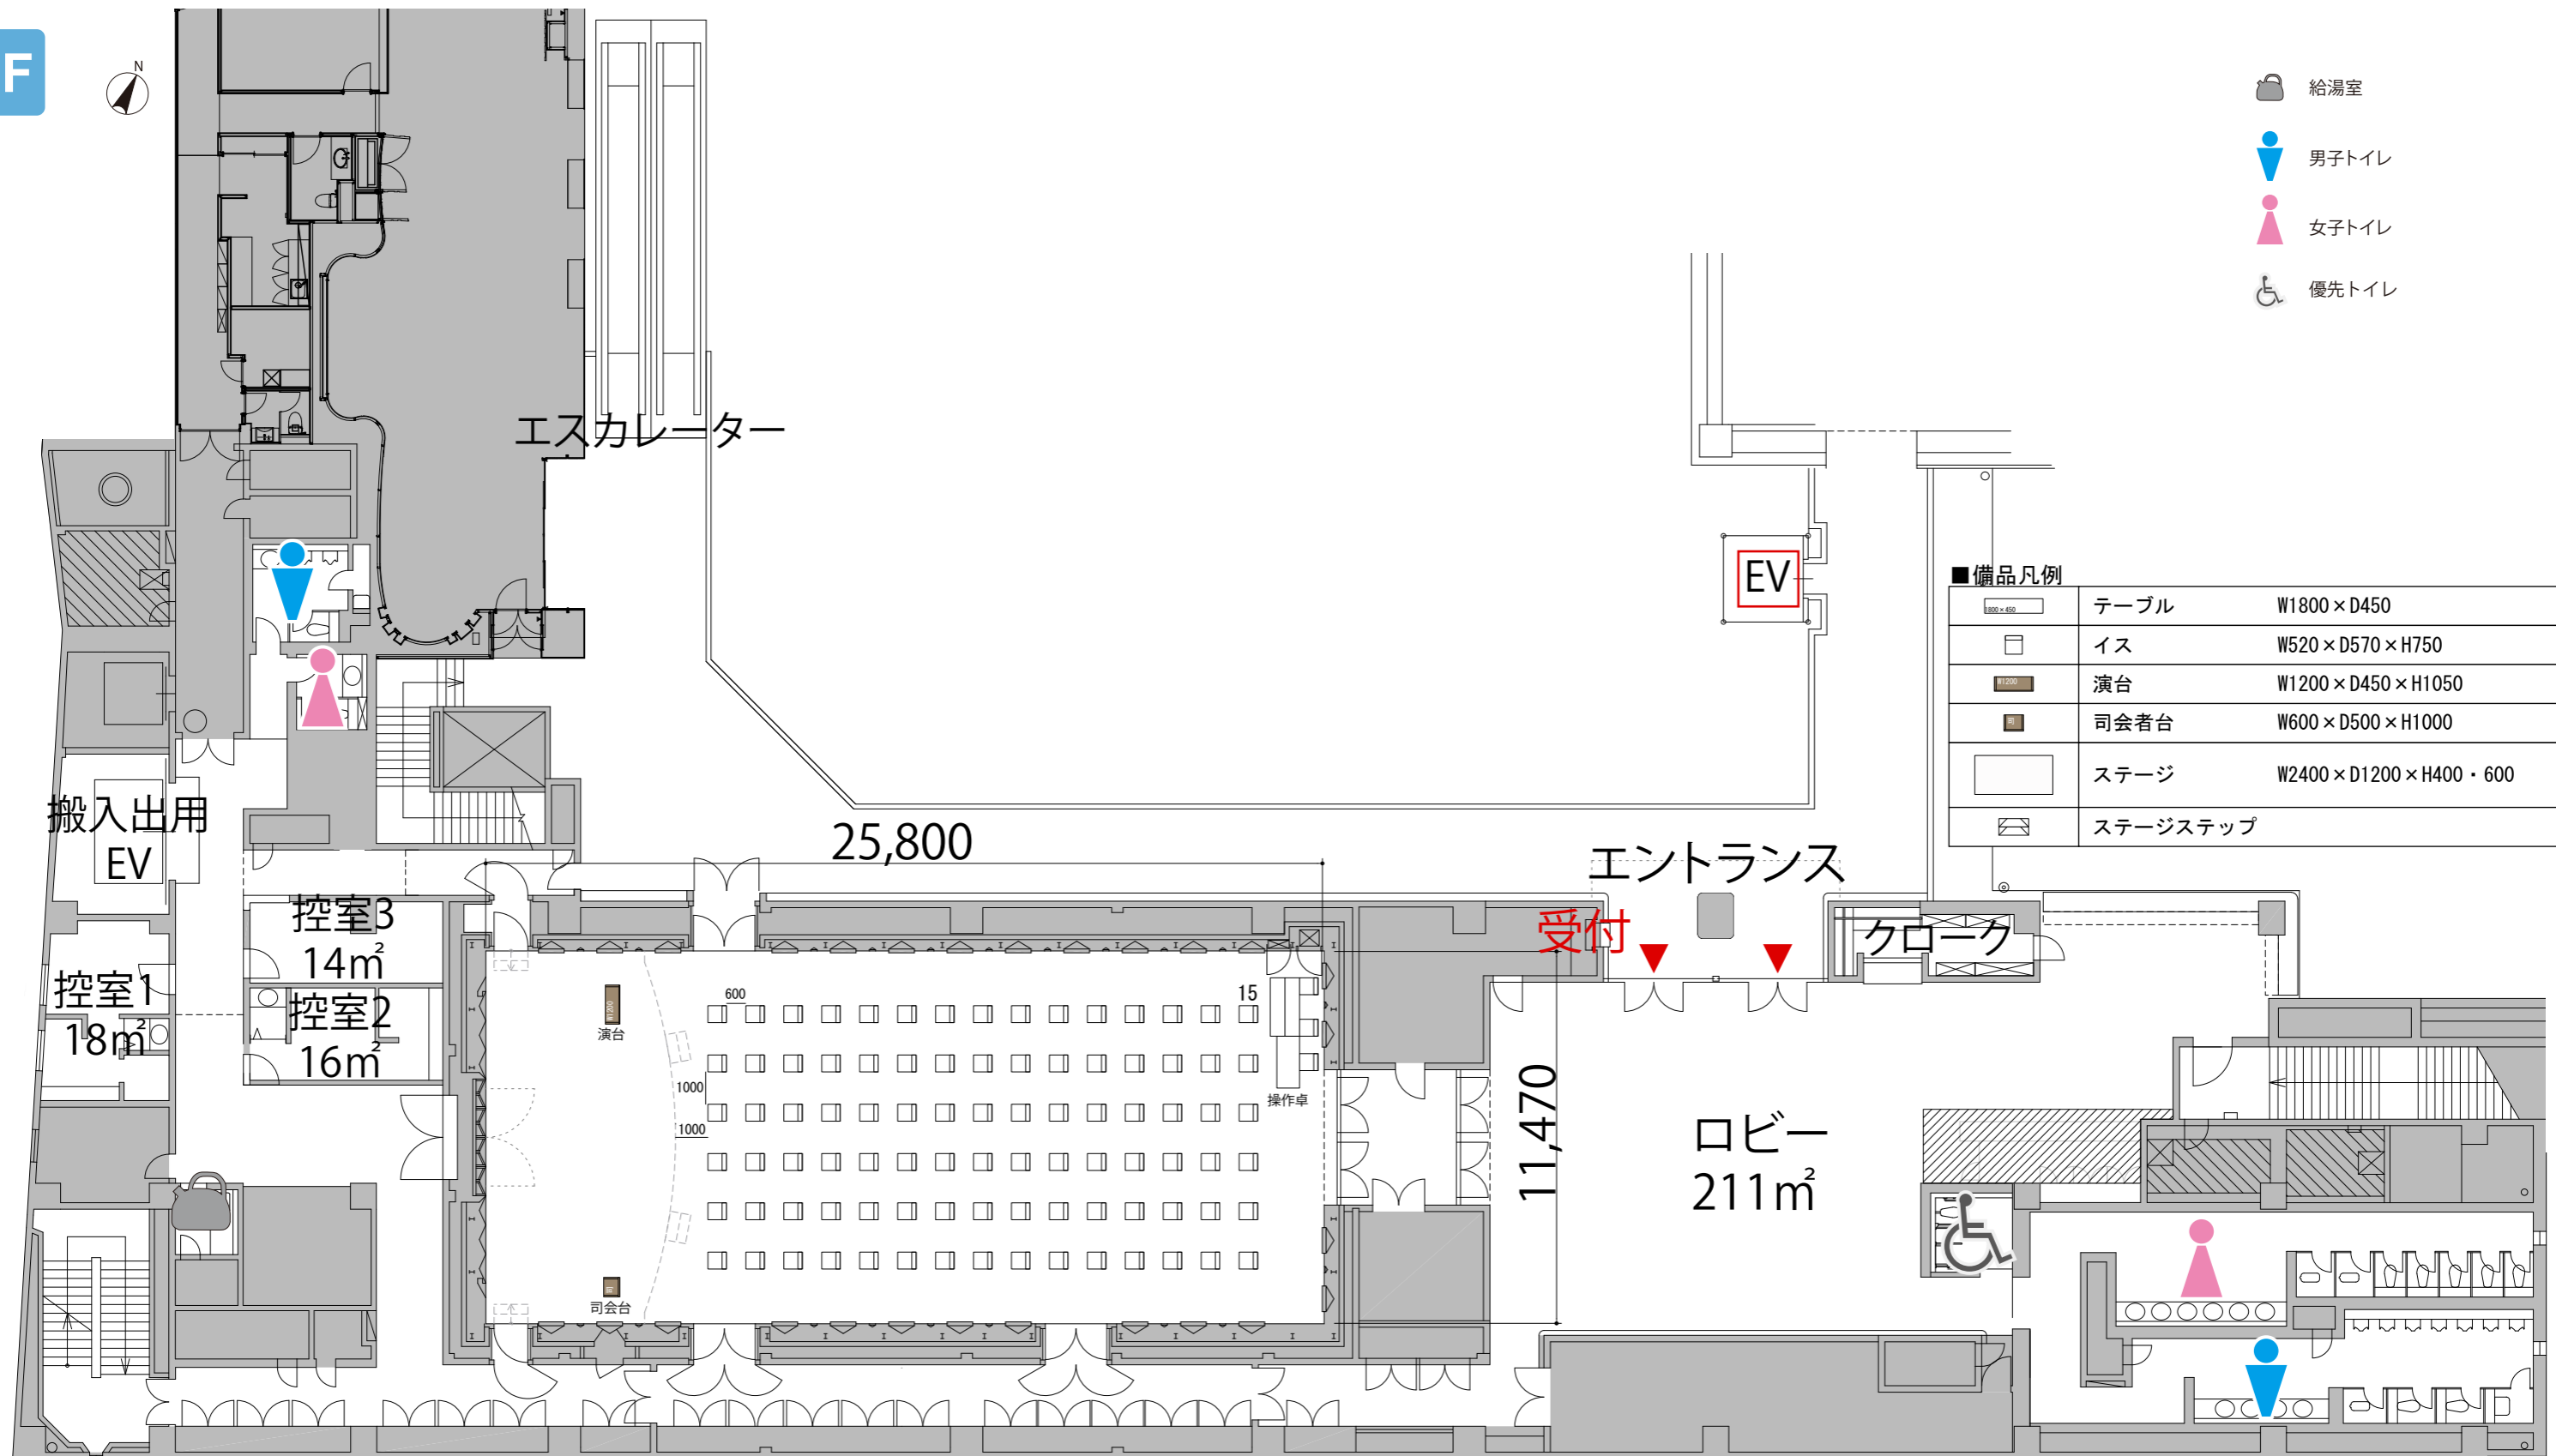 F
N
給湯室
男子トイレ
女子トイレ
優先トイレ
エスカレーター
EV
■備品凡例
1800×450
テーブル W1800×D450
イス W520×D570×H750
W1200
演台 W1200×D450×H1050
司
司会者台 W600×D500×H1000
ステージ W2400×D1200×H400・600
ステージステップ
搬入出用
EV
25,800
エントランス
受付
クローク
控室3
14㎡
控室1
18㎡
控室2
16㎡
W1200
演台
600
15
1000
1000
操作卓
11,470
ロビー
211㎡
司
司会台